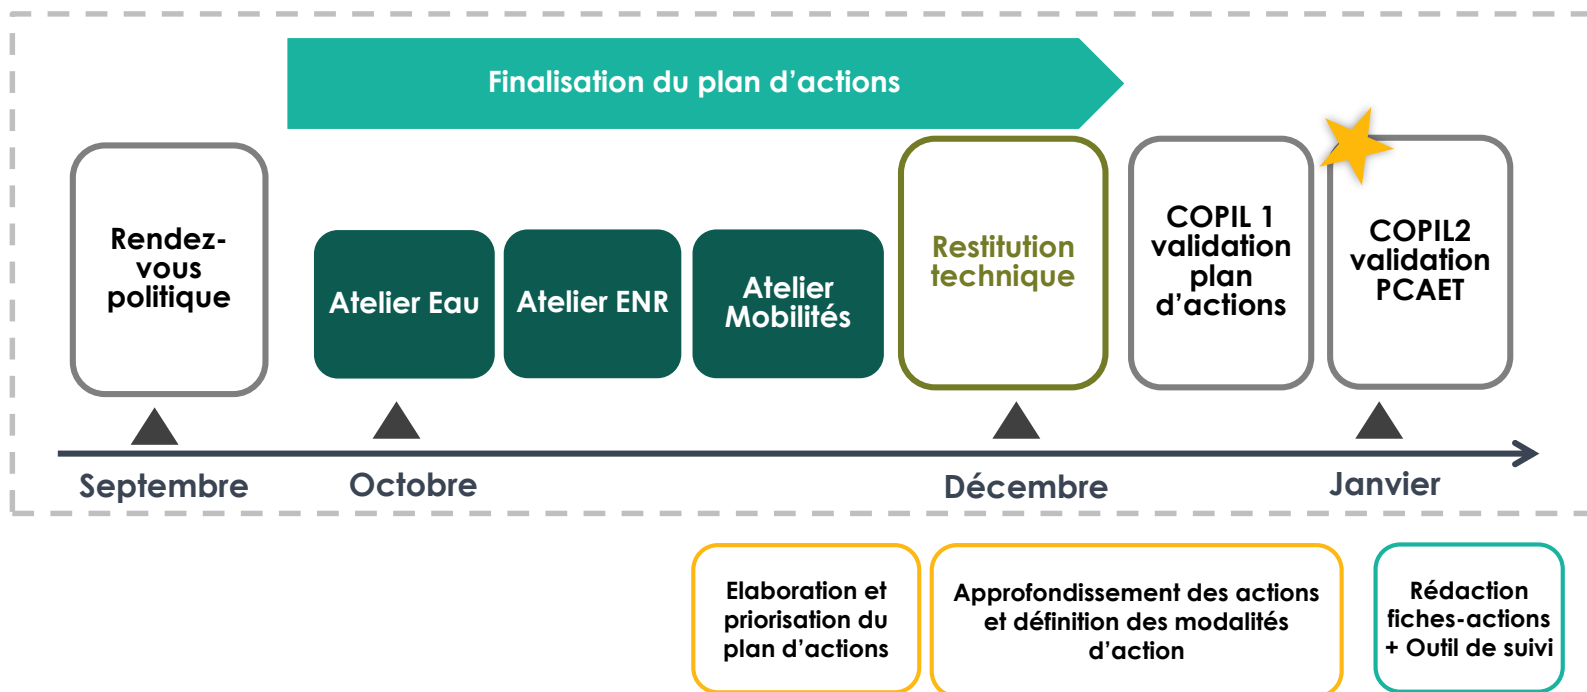 Finalisation du plan d’actions
Rendez-
vous
politique
Atelier Eau
Atelier ENR
Atelier
Mobilités
Restitution
technique
COPIL 1
validation
plan
d’actions
COPIL2
validation
PCAET
Septembre
Octobre
Décembre
Janvier
Elaboration et
priorisation du
plan d’actions
Approfondissement des actions
et définition des modalités
d’action
Rédaction
fiches-actions
+ Outil de suivi